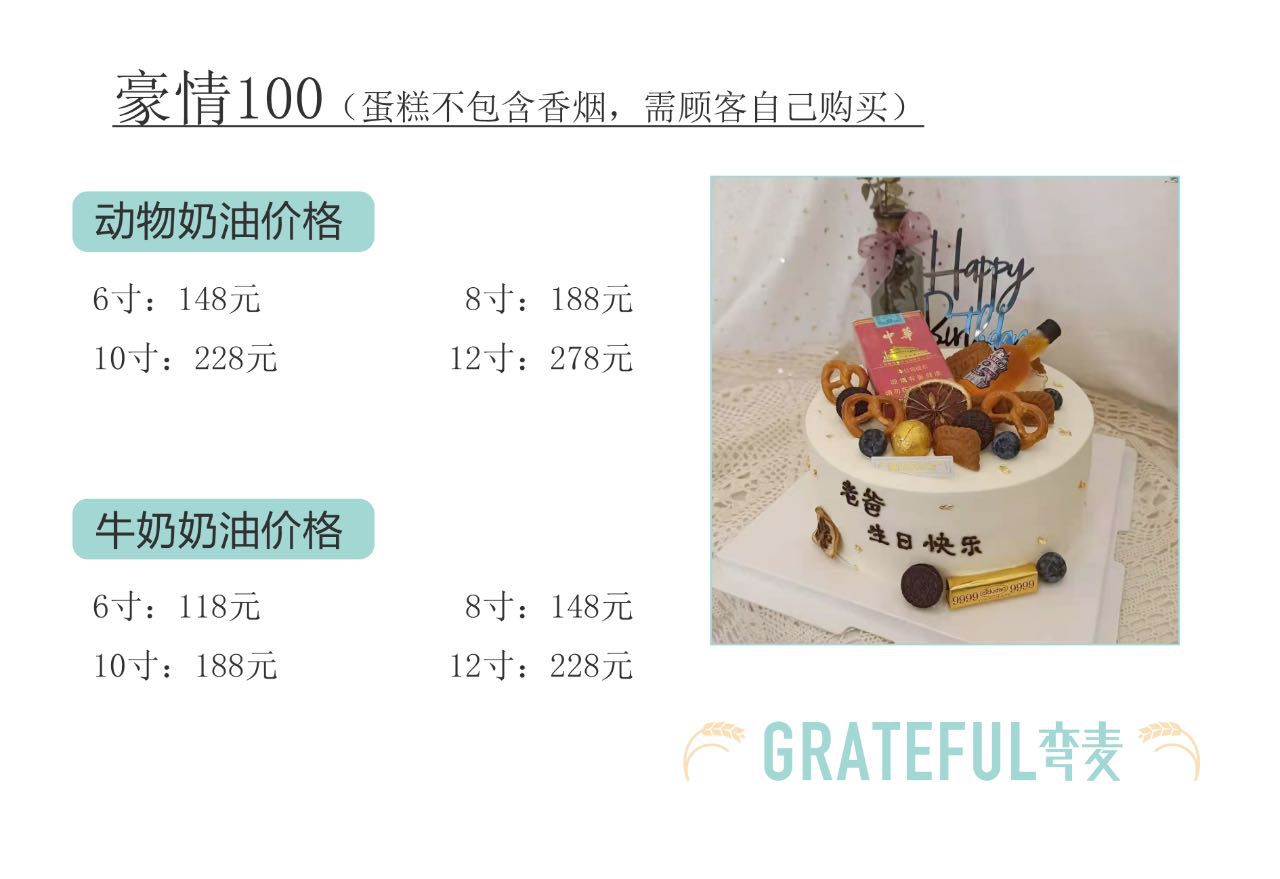 豪情100（蛋糕不包含香烟，需顾客自己购买）
动物奶油价格
6寸：148元 8寸：188元
10寸：228元 12寸：278元
牛奶奶油价格
6寸：118元 8寸：148元
10寸：188元 12寸：228元
Happy
Birthday
中華
老爸
生日快乐
9999 9999
GRATEFUL弯麦